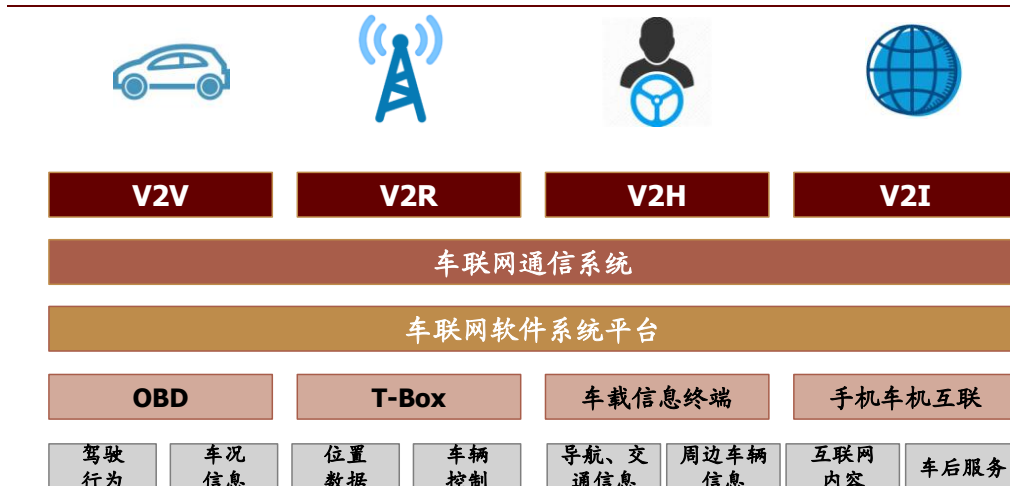 V2V
V2R
V2H
V2I
车联网通信系统
车联网软件系统平台
OBD
T-Box
车载信息终端
手机车机互联
驾驶
行为
车况
信息
位置
数据
车辆
控制
导航、交
通信息
周边车辆
信息
互联网
内容
车后服务